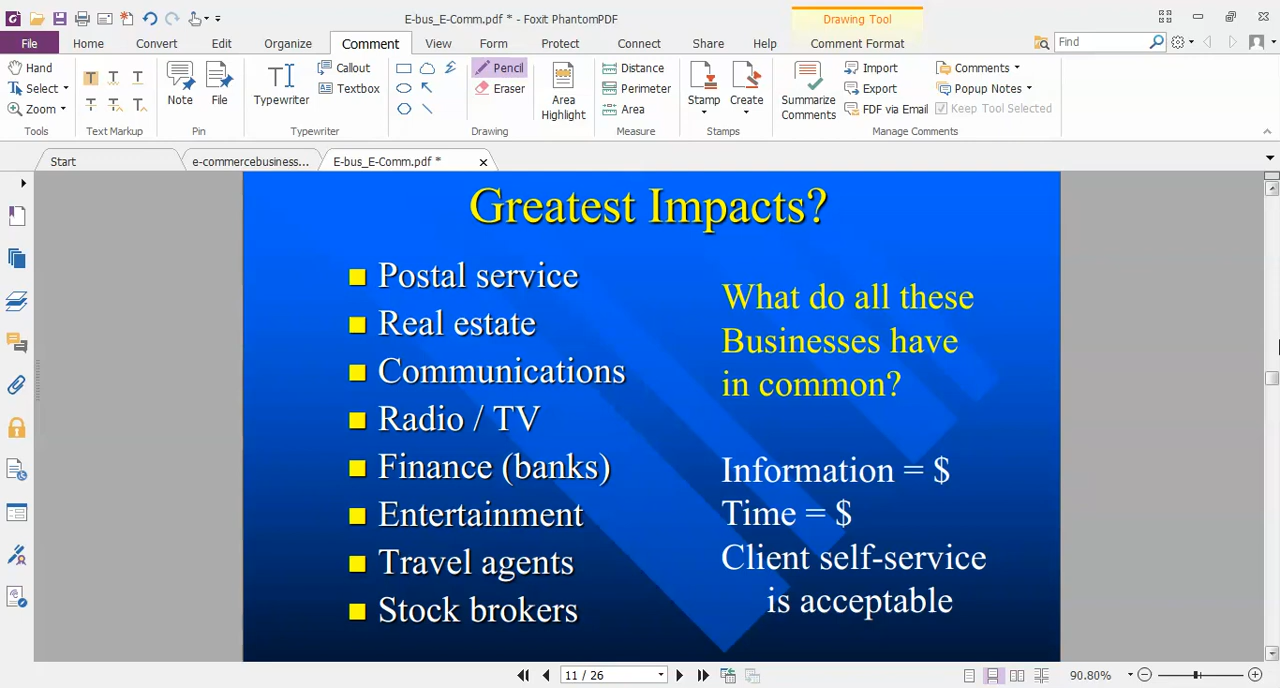 E-bus_E-Comm.pdf * - Foxit PhantomPDF
Drawing Tool
File Home Convert Edit Organize Comment View Form Protect Connect Share Help Comment Format Find
Hand
Select
Zoom
Tools
Text Markup
Note
File
Pin
Typewriter
Callout
Textbox
Typewriter
Pencil
Eraser
Drawing
Area
Highlight
Distance
Perimeter
Area
Measure
Stamp
Create
Stamps
Summarize
Comments
Import
Export
FDF via Email
Comments
Popup Notes
Keep Tool Selected
Manage Comments
Start
e-commercebusiness...
E-bus_E-Comm.pdf *
Greatest Impacts?
Postal service
Real estate
Communications
Radio / TV
Finance (banks)
Entertainment
Travel agents
Stock brokers
What do all these
Businesses have
in common?
Information = $
Time = $
Client self-service
is acceptable
11 / 26
90.80%